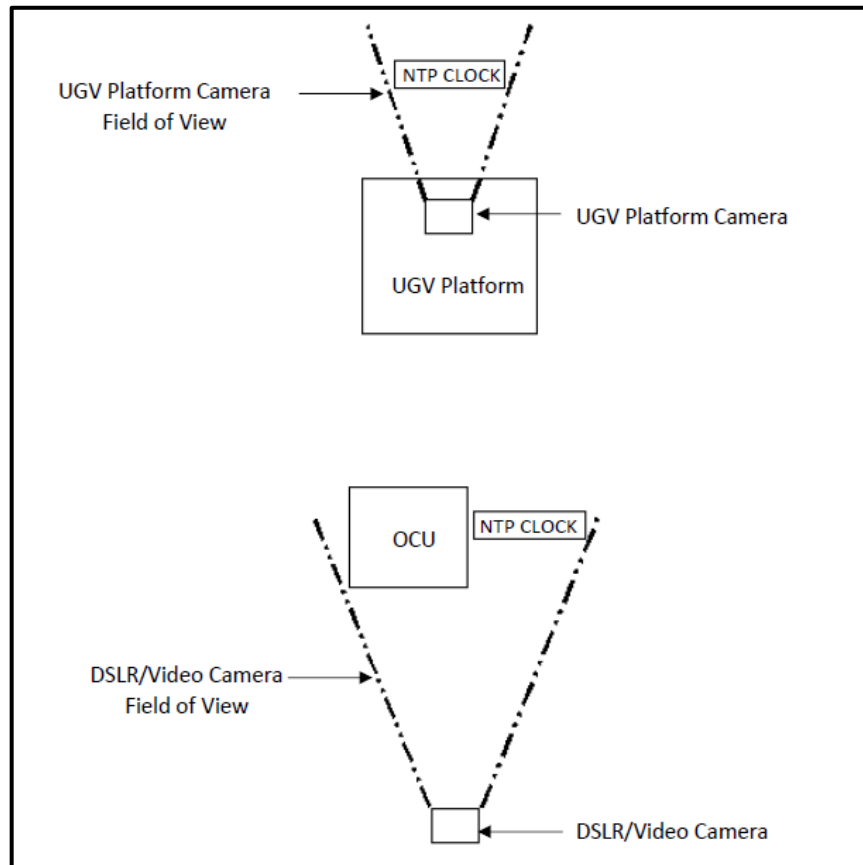 NTP CLOCK
UGV Platform Camera
Field of View
UGV Platform Camera
UGV Platform
OCU
NTP CLOCK
DSLR/Video Camera
Field of View
DSLR/Video Camera